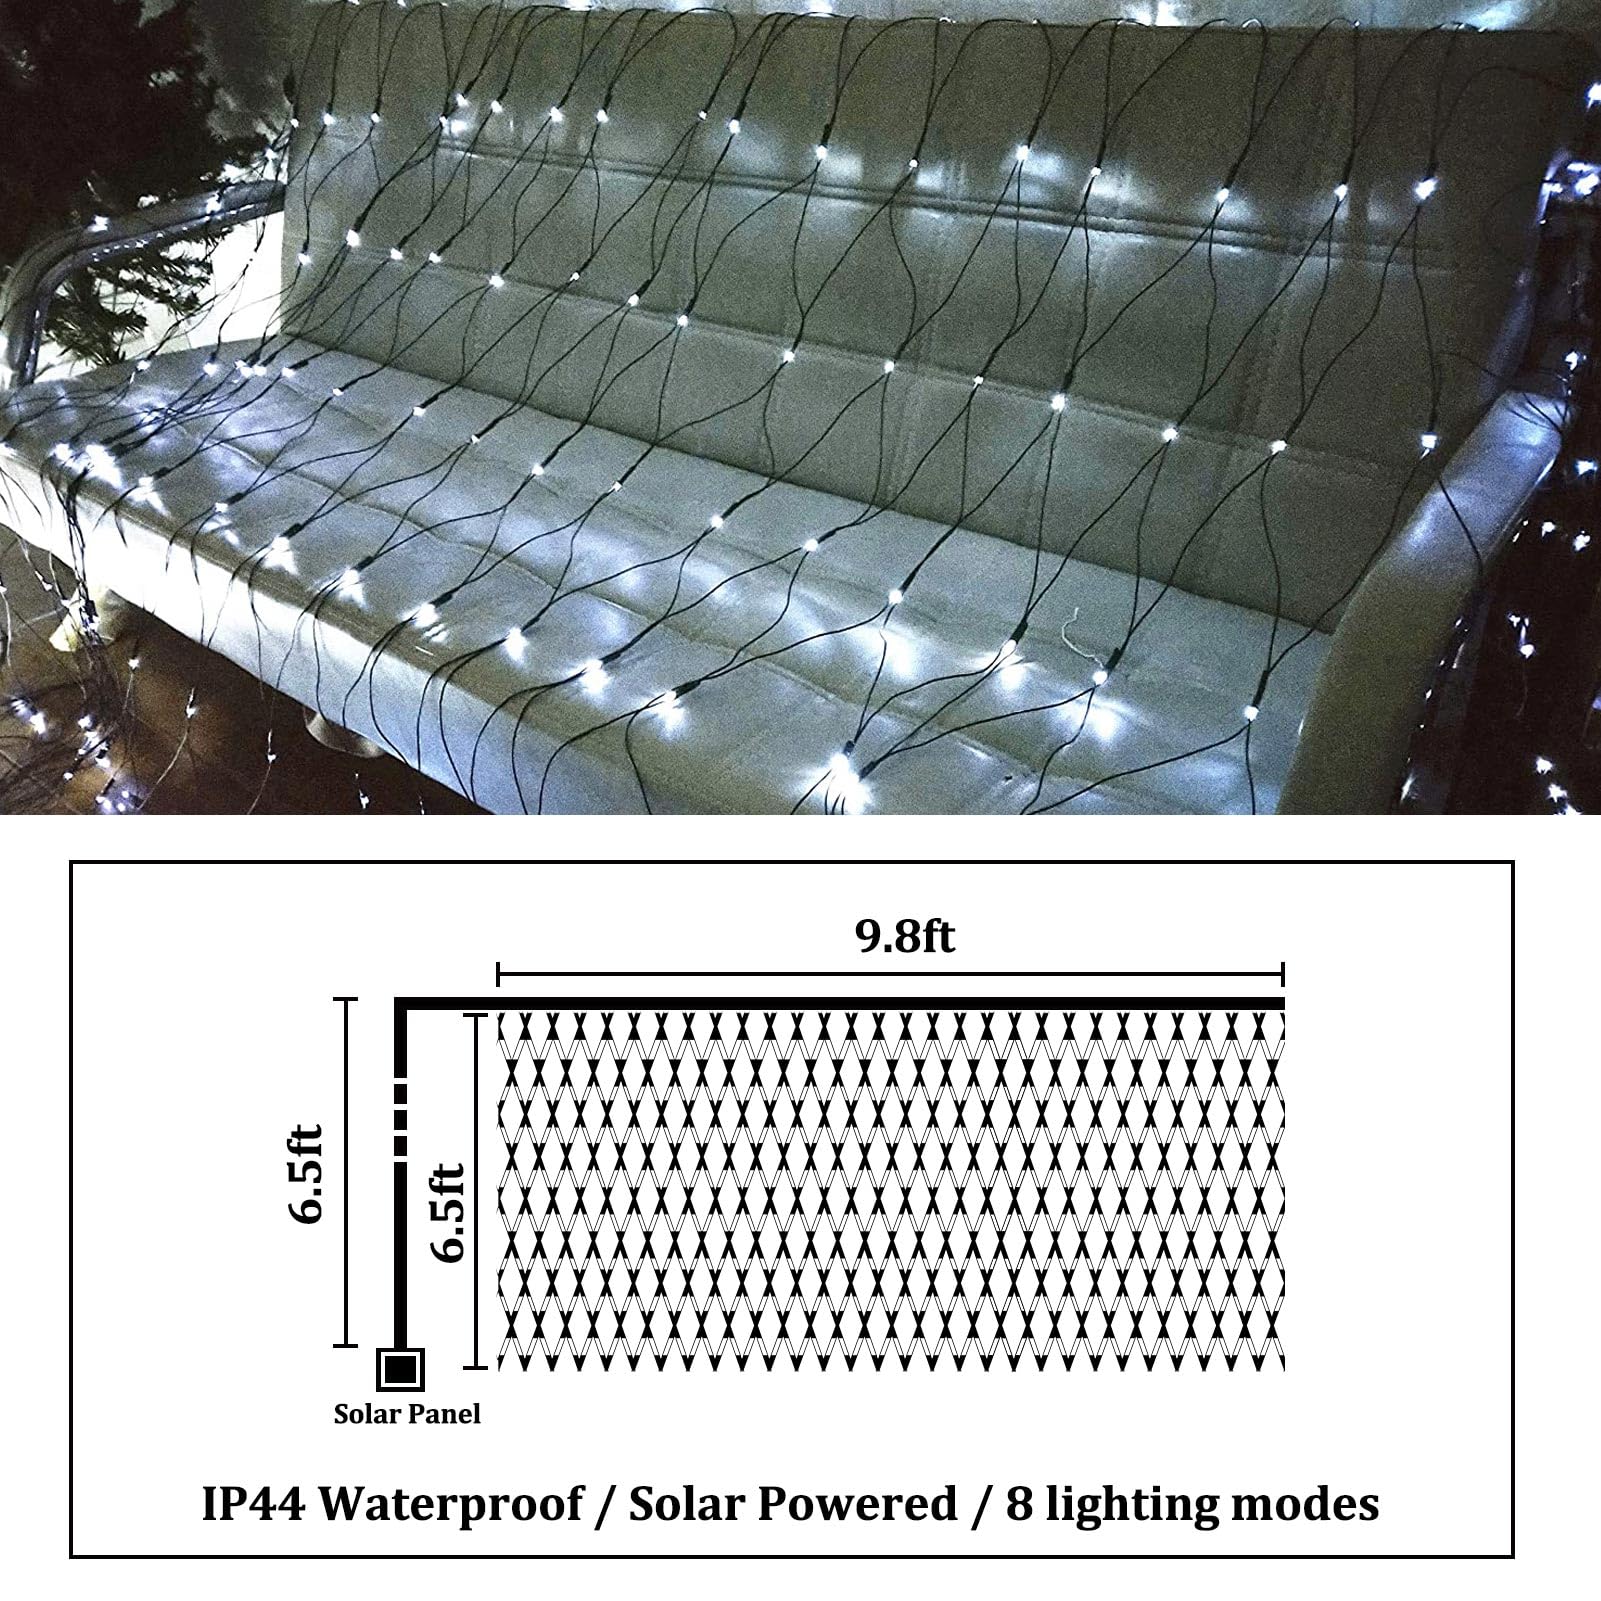 9.8ft
6.5ft
6.5ft
Solar Panel
IP44 Waterproof / Solar Powered / 8 lighting modes